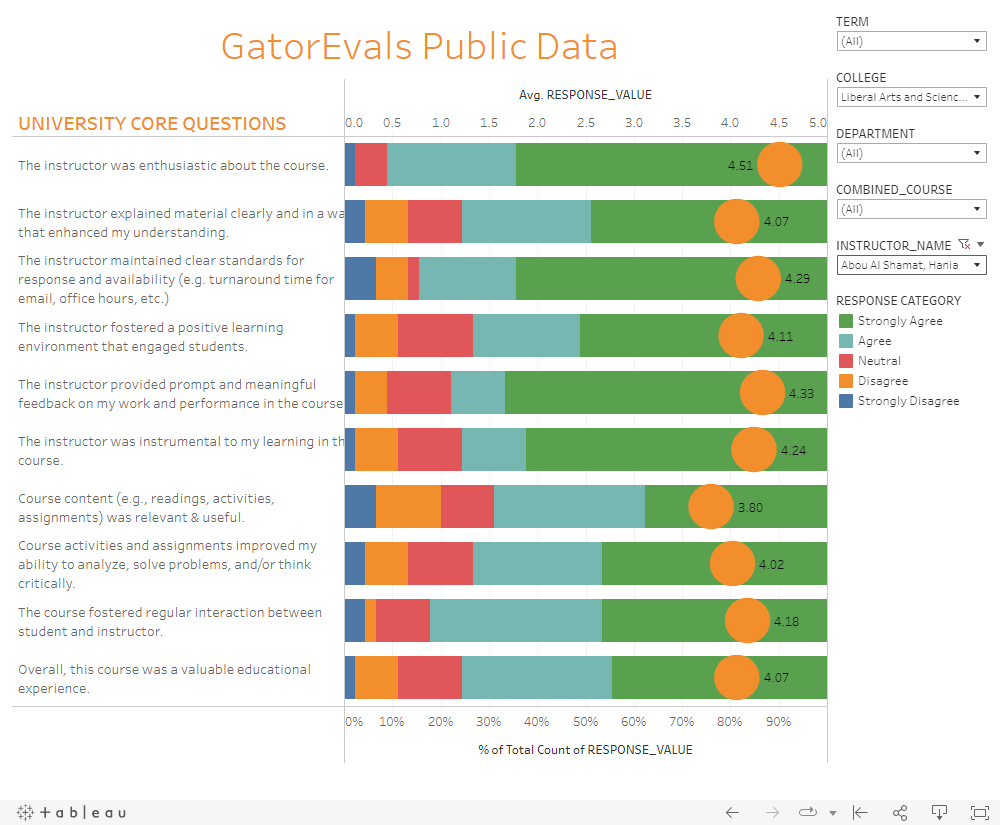 GatorEvals Public Data
TERM
(All)
COLLEGE
Liberal Arts and Scienc...
DEPARTMENT
(All)
COMBINED_COURSE
(All)
INSTRUCTOR_NAME
Abou Al Shamat, Hania
RESPONSE CATEGORY
Strongly Agree
Agree
Neutral
Disagree
Strongly Disagree
Avg. RESPONSE_VALUE
UNIVERSITY CORE QUESTIONS
0.0 0.5 1.0 1.5 2.0 2.5 3.0 3.5 4.0 4.5 5.0
The instructor was enthusiastic about the course.
4.51
The instructor explained material clearly and in a wa
that enhanced my understanding.
4.07
The instructor maintained clear standards for
response and availability (e.g. turnaround time for
email, office hours, etc.)
4.29
The instructor fostered a positive learning
environment that engaged students.
4.11
The instructor provided prompt and meaningful
feedback on my work and performance in the course
4.33
The instructor was instrumental to my learning in th
course.
4.24
Course content (e.g., readings, activities,
assignments) was relevant & useful.
3.80
Course activities and assignments improved my
ability to analyze, solve problems, and/or think
critically.
4.02
The course fostered regular interaction between
student and instructor.
4.18
Overall, this course was a valuable educational
experience.
4.07
0% 10% 20% 30% 40% 50% 60% 70% 80% 90%
% of Total Count of RESPONSE_VALUE
+ableau